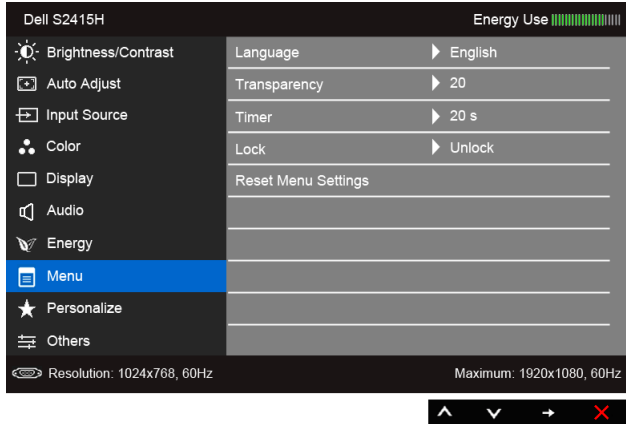 Dell S2415H Energy Use
Brightness/Contrast Language English
Auto Adjust Transparency 20
Input Source Timer 20 s
Color Lock Unlock
Display Reset Menu Settings
Audio
Energy
Menu
Personalize
Others
Resolution: 1024x768, 60Hz Maximum: 1920x1080, 60Hz